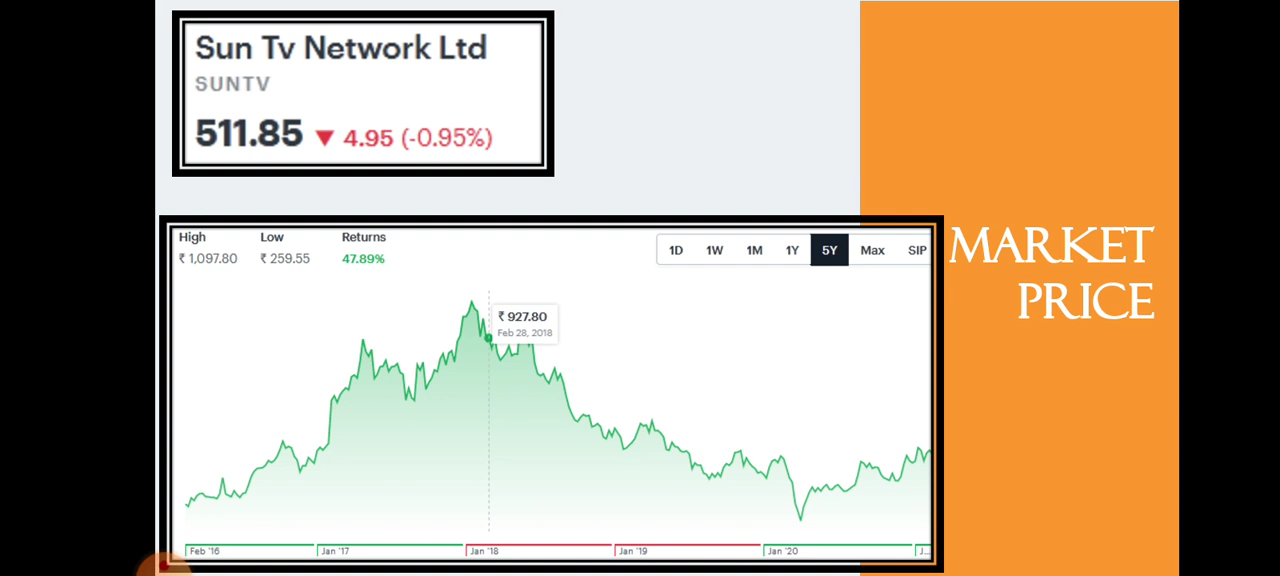 Sun Tv Network Ltd
SUNTV
511.85 ▼ 4.95 (-0.95%)
High Low Returns
₹ 1,097.80 ₹ 259.55 47.89%
1D 1W 1M 1Y 5Y Max SIP
MARKET
PRICE
₹ 927.80
Feb 28, 2018
Feb '16 Jan '17 Jan '18 Jan '19 Jan '20 J...